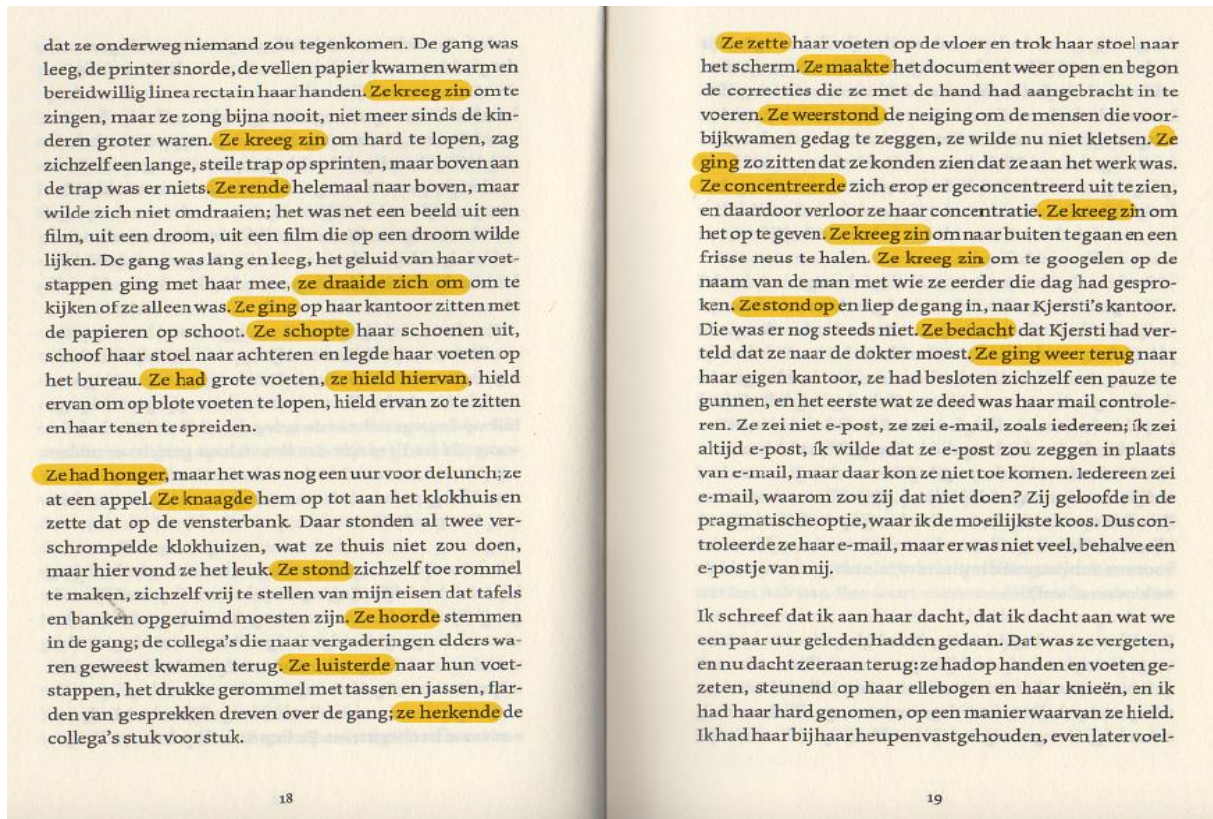 dat ze onderweg niemand zou tegenkomen. De gang was
leeg, de printer snorde, de vellen papier kwamen warm en
bereidwillig linea recta in haar handen. Ze kreeg zin om te
zingen, maar ze zong bijna nooit, niet meer sinds de kin-
deren groter waren. Ze kreeg zin om hard te lopen, zag
zichzelf een lange, steile trap op sprinten, maar boven aan
de trap was er niets. Ze rende helemaal naar boven, maar
wilde zich niet omdraaien; het was net een beeld uit een
film, uit een droom, uit een film die op een droom wilde
lijken. De gang was lang en leeg, het geluid van haar voet-
stappen ging met haar mee, ze draaide zich om om te
kijken of ze alleen was. Ze ging op haar kantoor zitten met
de papieren op schoot. Ze schopte haar schoenen uit,
schoof haar stoel naar achteren en legde haar voeten op
het bureau. Ze had grote voeten, ze hield hiervan, hield
ervan om op blote voeten te lopen, hield ervan zo te zitten
en haar tenen te spreiden.
Ze had honger, maar het was nog een uur voor de lunch; ze
at een appel. Ze knaagde hem op tot aan het klokhuis en
zette dat op de vensterbank. Daar stonden al twee ver-
schrompelde klokhuizen, wat ze thuis niet zou doen,
maar hier vond ze het leuk. Ze stond zichzelf toe rommel
te maken, zichzelf vrij te stellen van mijn eisen dat tafels
en banken opgeruimd moesten zijn. Ze hoorde stemmen
in de gang; de collega's die naar vergaderingen elders wa-
ren geweest kwamen terug. Ze luisterde naar hun voet-
stappen, het drukke gerommel met tassen en jassen, flar-
den van gesprekken dreven over de gang; ze herkende de
collega's stuk voor stuk.
18
Ze zette haar voeten op de vloer en trok haar stoel naar
het scherm. Ze maakte het document weer open en begon
de correcties die ze met de hand had aangebracht in te
voeren. Ze weerstond de neiging om de mensen die voor-
bijkwamen gedag te zeggen, ze wilde nu niet kletsen. Ze
ging zo zitten dat ze konden zien dat ze aan het werk was.
Ze concentreerde zich erop er geconcentreerd uit te zien,
en daardoor verloor ze haar concentratie. Ze kreeg zin om
het op te geven. Ze kreeg zin om naar buiten te gaan en een
frisse neus te halen. Ze kreeg zin om te googelen op de
naam van de man met wie ze eerder die dag had gespro-
ken. Ze stond op en liep de gang in, naar Kjersti's kantoor.
Die was er nog steeds niet. Ze bedacht dat Kjersti had ver-
teld dat ze naar de dokter moest. Ze ging weer terug naar
haar eigen kantoor, ze had besloten zichzelf een pauze te
gunnen, en het eerste wat ze deed was haar mail controle-
ren. Ze zei niet e-post, ze zei e-mail, zoals iedereen; ik zei
altijd e-post, ik wilde dat ze e-post zou zeggen in plaats
van e-mail, maar daar kon ze niet toe komen. Iedereen zei
e-mail, waarom zou zij dat niet doen? Zij geloofde in de
pragmatische optie, waar ik de moeilijkste koos. Dus con-
troleerde ze haar e-mail, maar er was niet veel, behalve een
e-postje van mij.
Ik schreef dat ik aan haar dacht, dat ik dacht aan wat we
een paar uur geleden hadden gedaan. Dat was ze vergeten,
en nu dacht ze eraan terug: ze had op handen en voeten ge-
zeten, steunend op haar ellebogen en haar knieën, en ik
had haar hard genomen, op een manier waarvan ze hield.
Ik had haar bij haar heupen vastgehouden, even later voel-
19